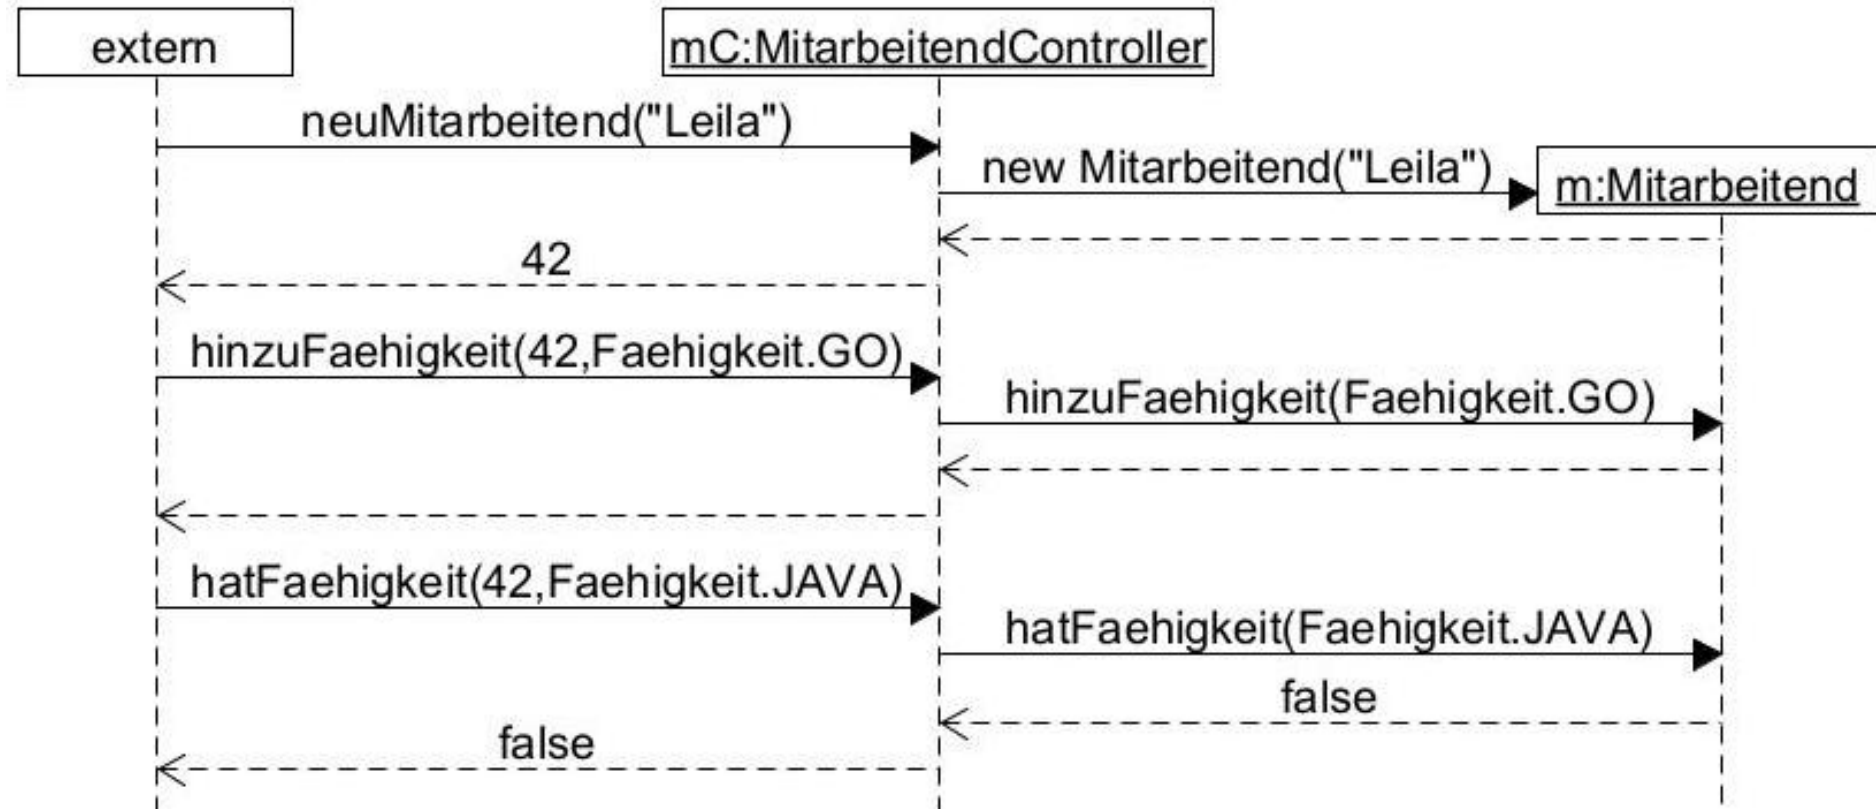 extern
mC:MitarbeitendController
neuMitarbeitend("Leila")
new Mitarbeitend("Leila")
m:Mitarbeitend
42
hinzuFaehigkeit(42,Faehigkeit.GO)
hinzuFaehigkeit(Faehigkeit.GO)
hatFaehigkeit(42,Faehigkeit.JAVA)
hatFaehigkeit(Faehigkeit.JAVA)
false
false